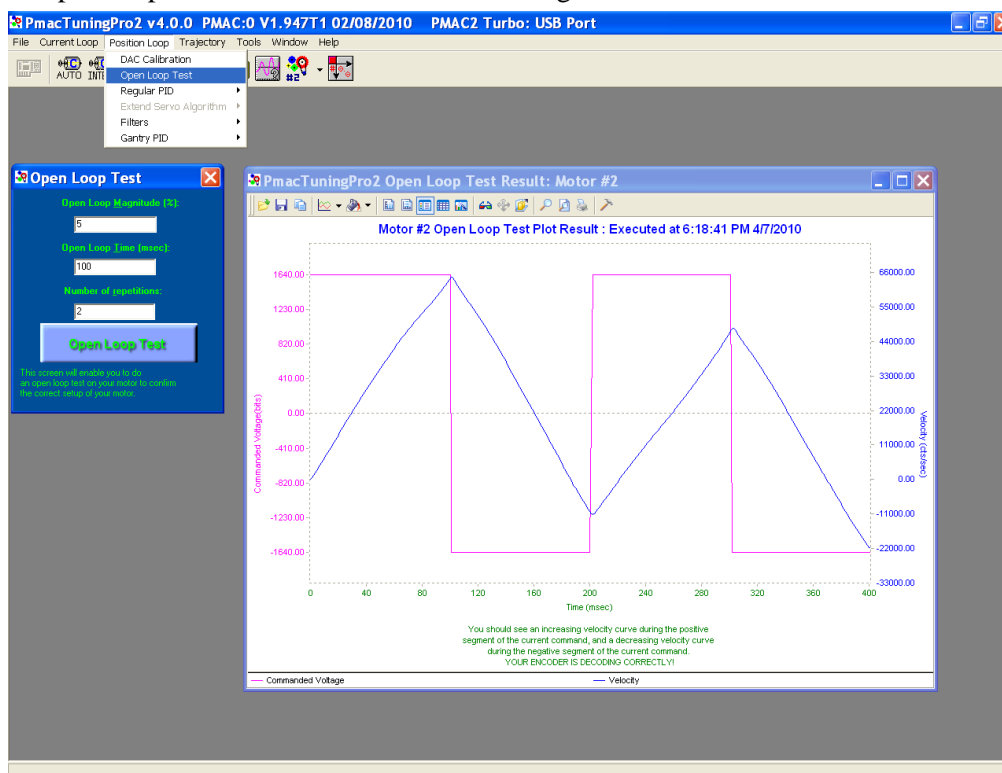 PmacTuningPro2 v4.0.0 PMAC:0 V1.947T1 02/08/2010 PMAC2 Turbo: USB Port
File Current Loop Position Loop Trajectory Tools Window Help
AUTO
#2
DAC Calibration
Open Loop Test
Regular PID
Extend Servo Algorithm
Filters
Gantry PID
Open Loop Test
Open Loop Magnitude (%):
5
Open Loop Time (msec):
100
Number of repetitions:
2
Open Loop Test
This screen will enable you to do
an open loop test on your motor to confirm
the correct setup of your motor.
PmacTuningPro2 Open Loop Test Result: Motor #2
Motor #2 Open Loop Test Plot Result : Executed at 6:18:41 PM 4/7/2010
1640.00
1230.00
820.00
410.00
0.00
-410.00
-820.00
-1230.00
-1640.00
Commanded Voltage(bits)
66000.00
55000.00
44000.00
33000.00
22000.00
11000.00
0.00
-11000.00
-22000.00
-33000.00
Velocity (cts/sec)
0 40 80 120 160 200 240 280 320 360 400
Time (msec)
You should see an increasing velocity curve during the positive
segment of the current command, and a decreasing velocity curve
during the negative segment of the current command.
YOUR ENCODER IS DECODING CORRECTLY!
Commanded Voltage Velocity